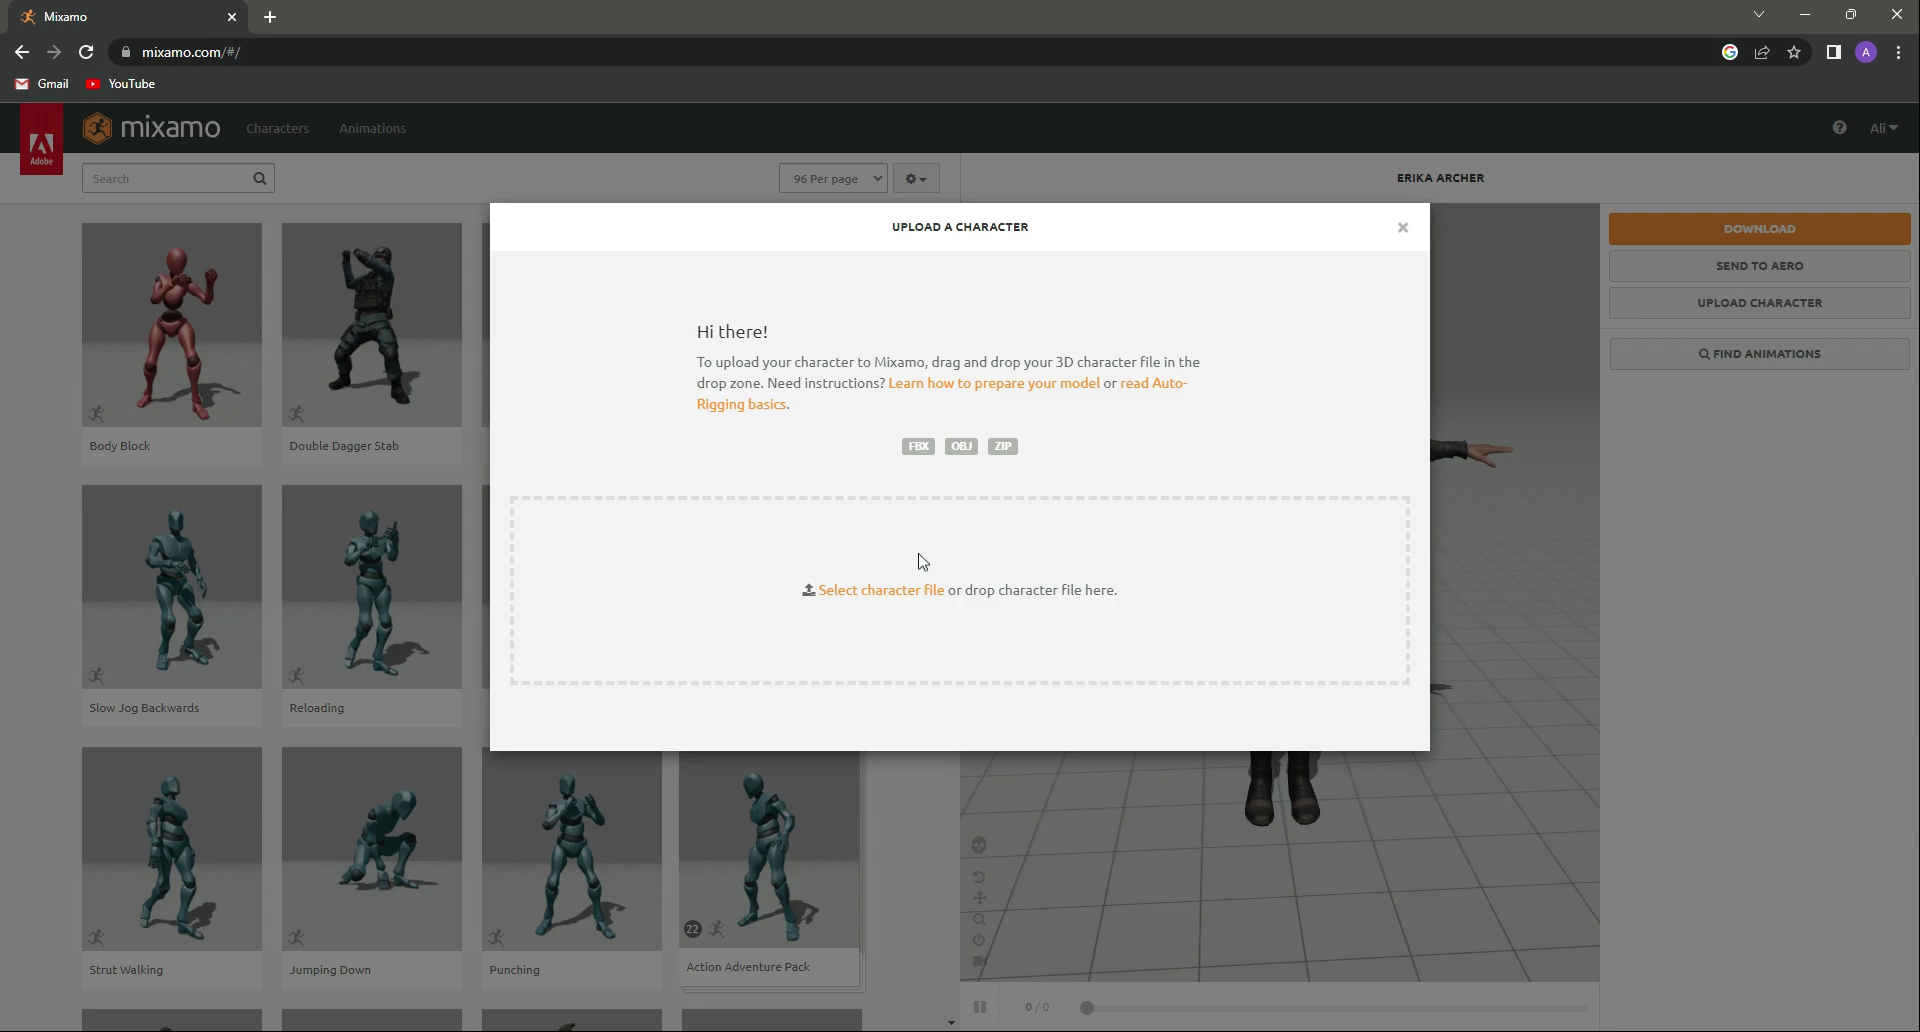 Mixamo
mixamo.com/#/
A
Gmail
YouTube
Adobe
mixamo
Characters
Animations
Ali
Search
96 Per page
ERIKA ARCHER
UPLOAD A CHARACTER
DOWNLOAD
SEND TO AERO
UPLOAD CHARACTER
FIND ANIMATIONS
Hi there!
To upload your character to Mixamo, drag and drop your 3D character file in the
drop zone. Need instructions? Learn how to prepare your model or read Auto-
Rigging basics.
FBX OBJ ZIP
Select character file or drop character file here.
Body Block
Double Dagger Stab
Slow Jog Backwards
Reloading
22
Strut Walking
Jumping Down
Punching
Action Adventure Pack
0 / 0